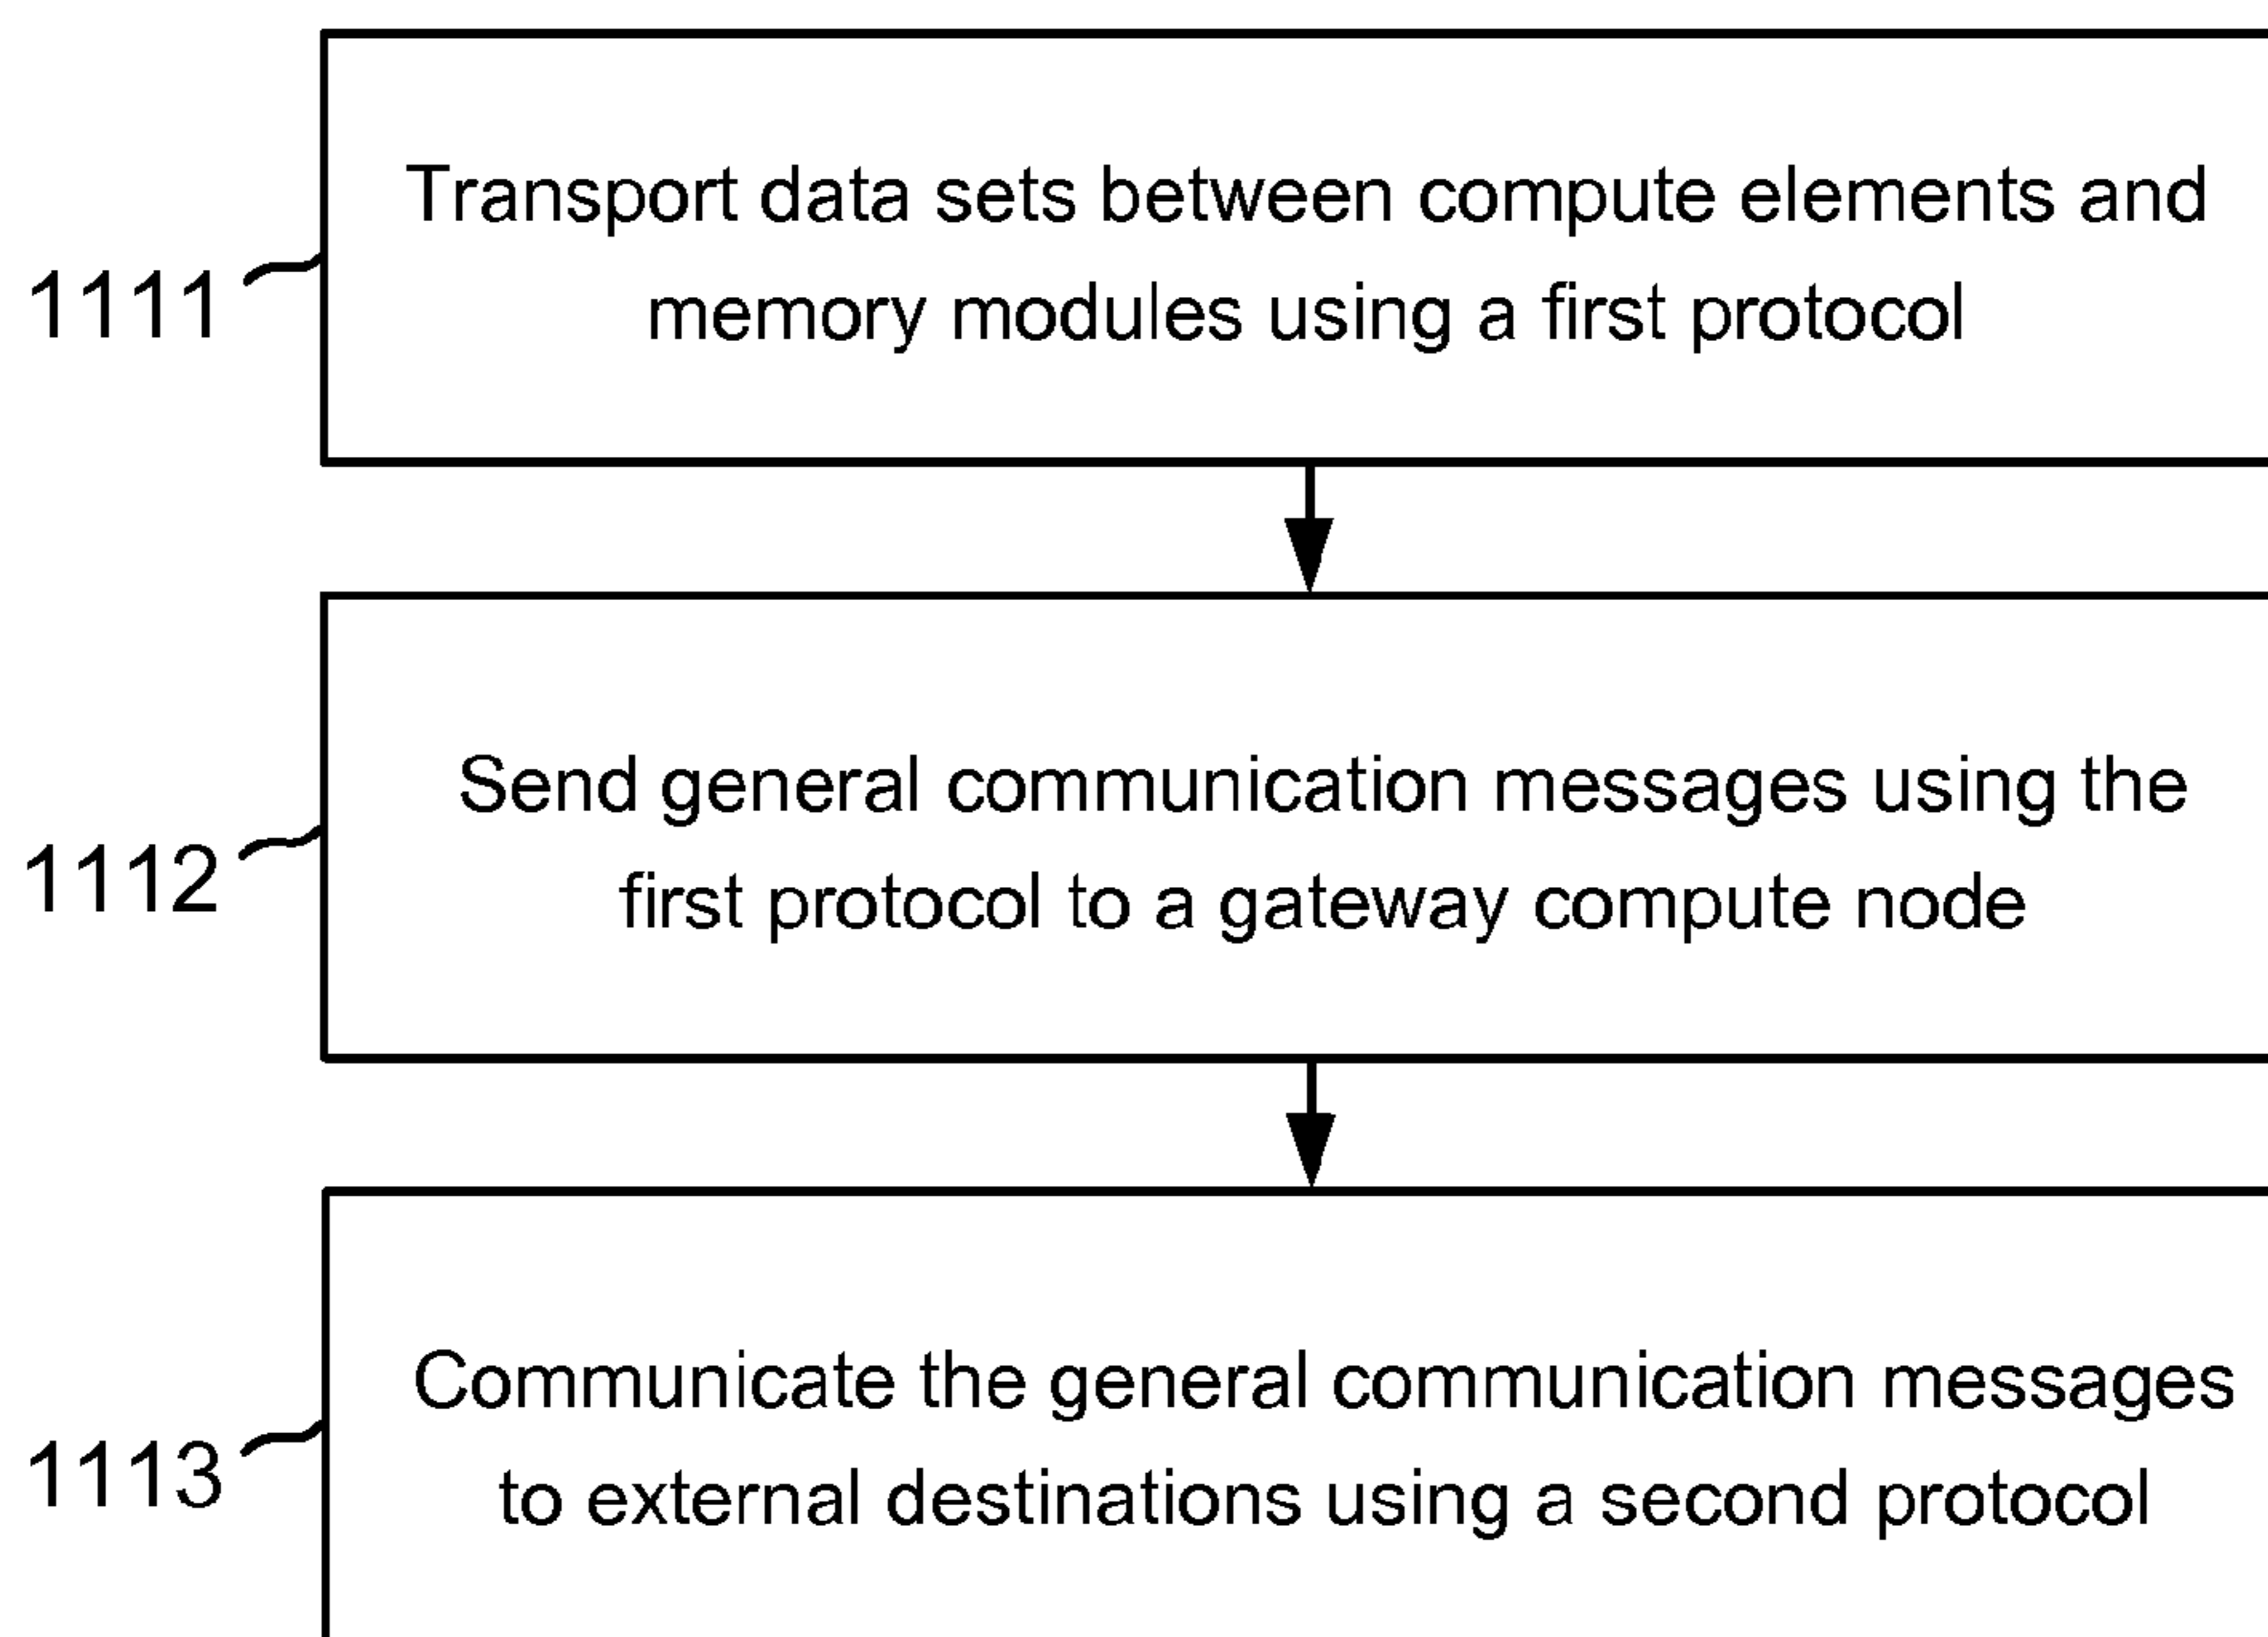 Transport data sets between compute elements and
memory modules using a first protocol
1111
Send general communication messages using the
first protocol to a gateway compute node
1112
Communicate the general communication messages
to external destinations using a second protocol
1113